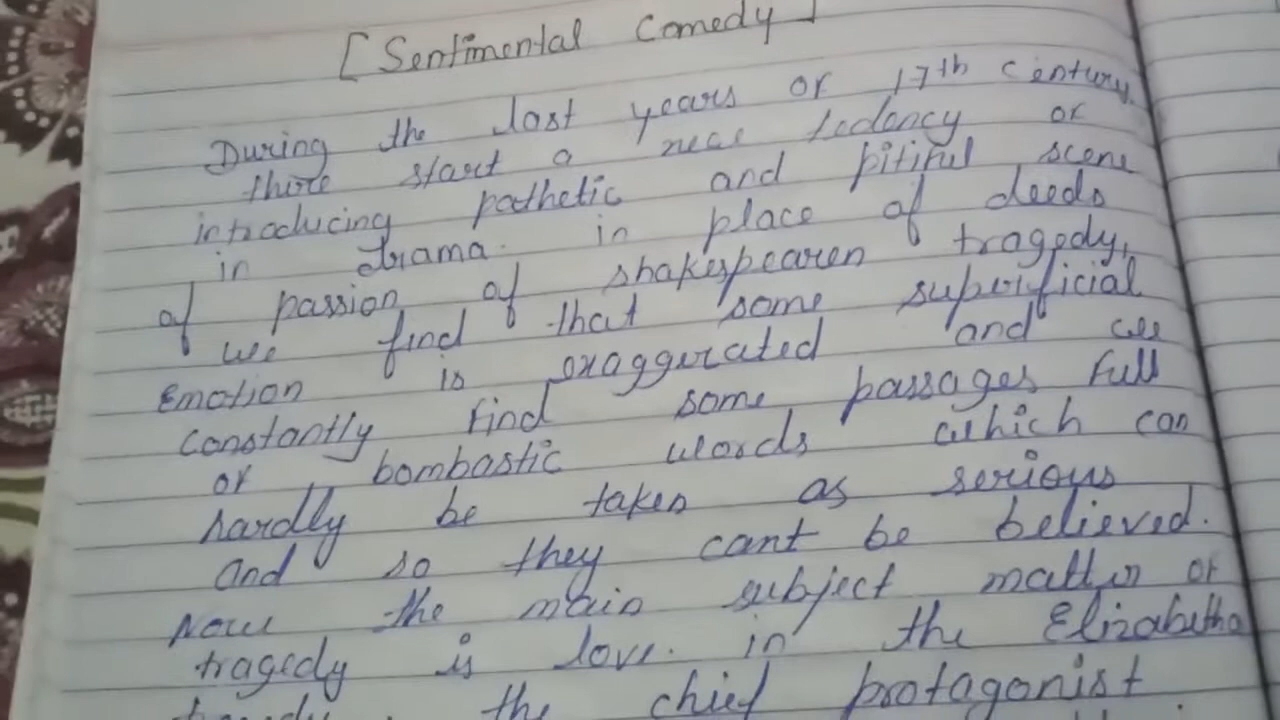 [Sentimental Comedy]
During the last years of 17th century
there start a new tedency of
introducing pathetic and pitiful scene
in drama. in place of deeds
of passion of shakespearen tragedy,
we find that some superficial
Emotion is exaggerated and we
constantly find some passages full
of bombastic words which can
hardly be taken as serious
and so they cant be believed.
Now the main subject matter of
tragedy is love. in the Elizabetha
the chief protagonist